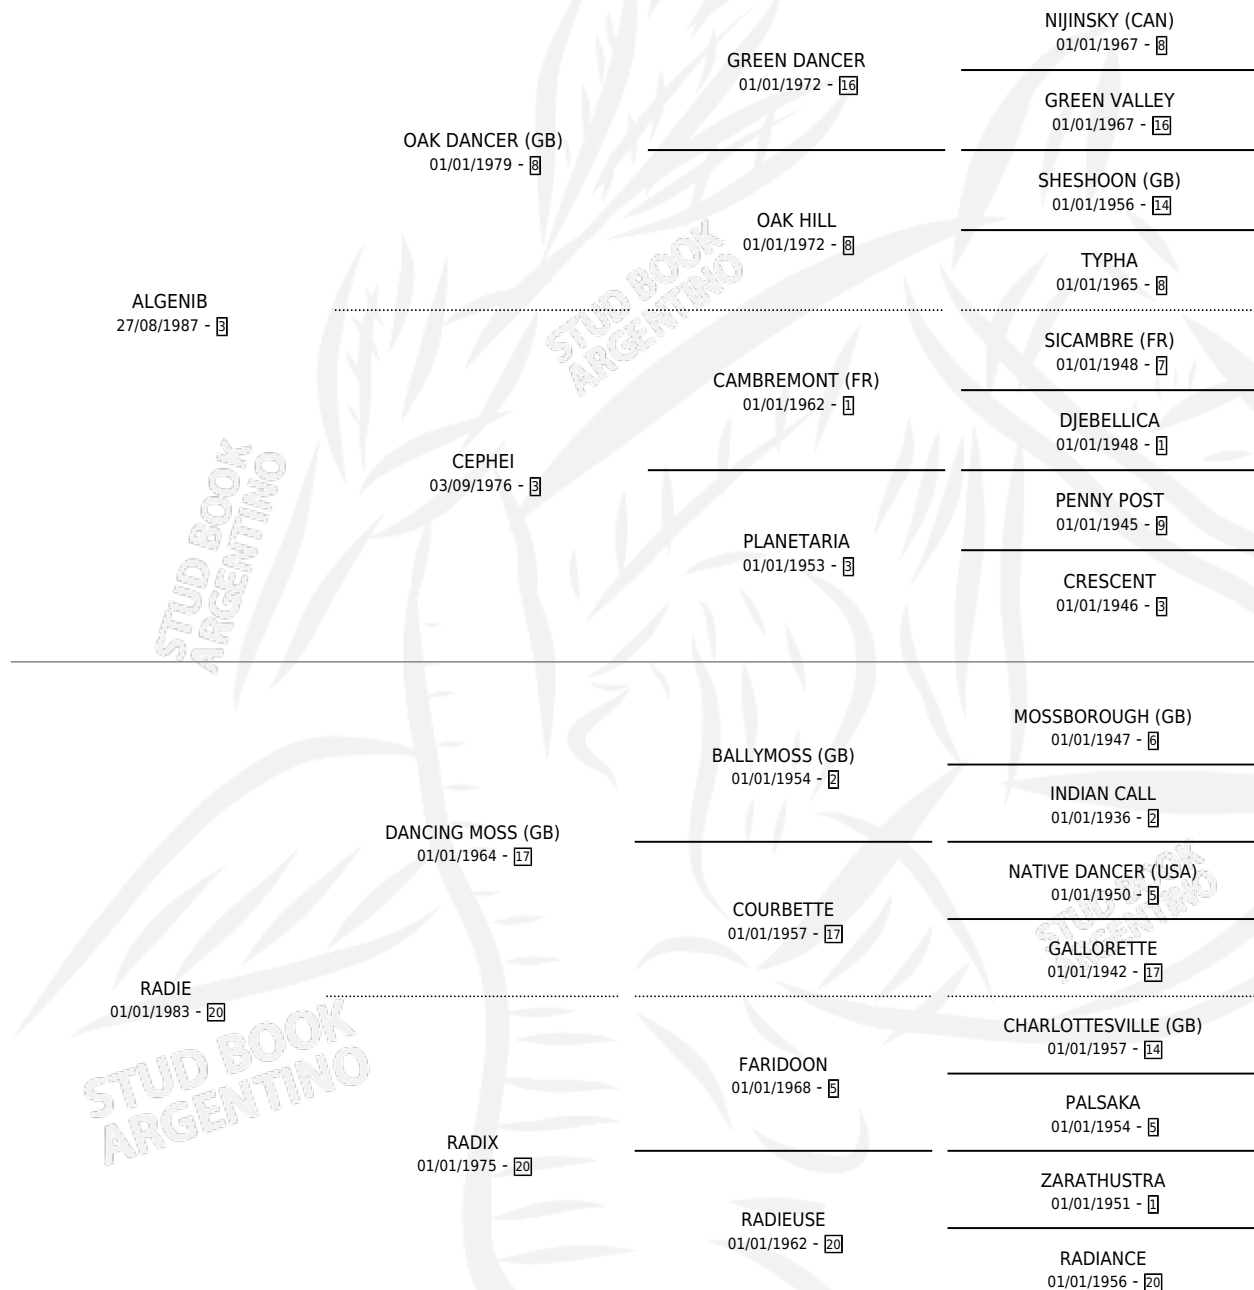 NIJINSKY (CAN)
01/01/1967 - 8
GREEN DANCER
01/01/1972 - 16
GREEN VALLEY
01/01/1967 - 16
OAK DANCER (GB)
01/01/1979 - 8
SHESHOON (GB)
01/01/1956 - 14
OAK HILL
01/01/1972 - 8
TYPHA
01/01/1965 - 8
ALGENIB
27/08/1987 - 3
SICAMBRE (FR)
01/01/1948 - 7
CAMBREMONT (FR)
01/01/1962 - 1
DJEBELLICA
01/01/1948 - 1
CEPHEI
03/09/1976 - 3
PENNY POST
01/01/1945 - 9
PLANETARIA
01/01/1953 - 3
CRESCENT
01/01/1946 - 3
MOSSBOROUGH (GB)
01/01/1947 - 6
BALLYMOSS (GB)
01/01/1954 - 2
INDIAN CALL
01/01/1936 - 2
DANCING MOSS (GB)
01/01/1964 - 17
NATIVE DANCER (USA)
01/01/1950 - 5
COURBETTE
01/01/1957 - 17
GALLORETTE
01/01/1942 - 17
RADIE
01/01/1983 - 20
CHARLOTTESVILLE (GB)
01/01/1957 - 14
FARIDOON
01/01/1968 - 5
PALSAKA
01/01/1954 - 5
RADIX
01/01/1975 - 20
ZARATHUSTRA
01/01/1951 - 1
RADIEUSE
01/01/1962 - 20
RADIANCE
01/01/1956 - 20
STUD BOOK
ARGENTINO
STUD BOOK
ARGENTINO
STUD BOOK
ARGENTINO
STUD BOOK
ARGENTINO